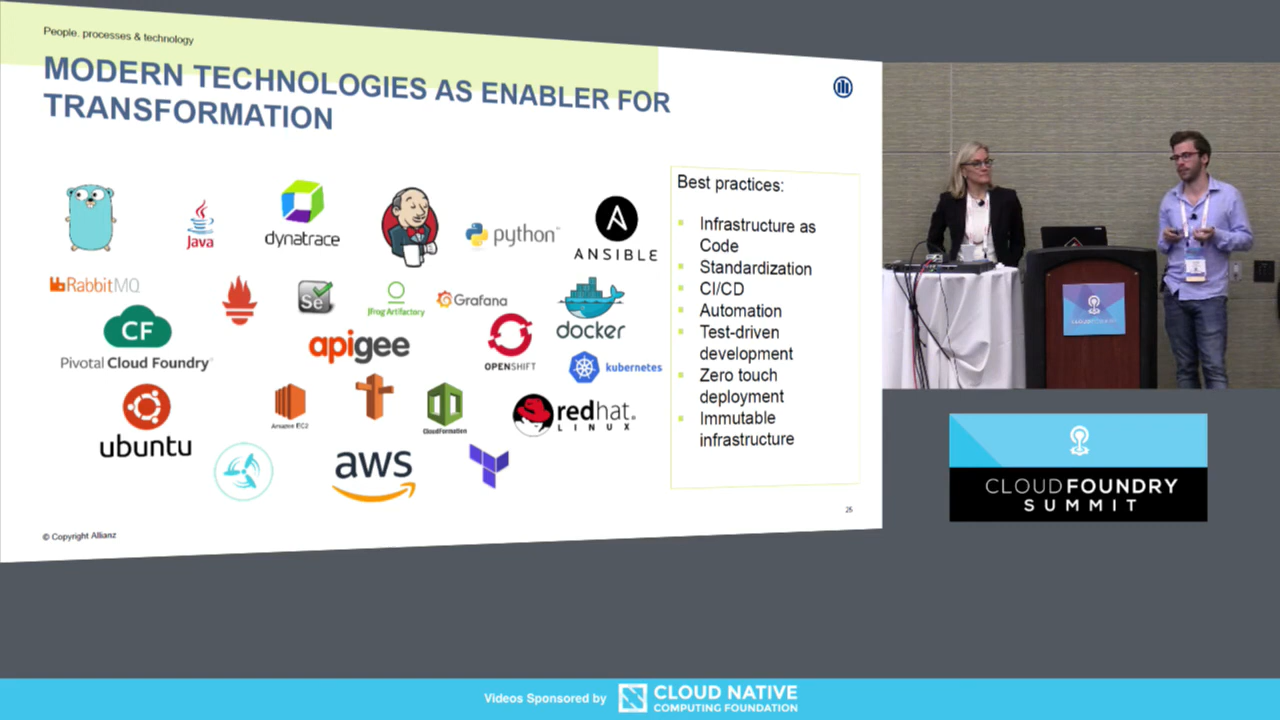 People, processes & technology
MODERN TECHNOLOGIES AS ENABLER FOR
TRANSFORMATION
Java
dynatrace
python
ANSIBLE
RabbitMQ
Se
JFrog Artifactory
Grafana
docker
CF
Pivotal Cloud Foundry
apigee
OPENSHIFT
kubernetes
ubuntu
Amazon EC2
CloudFormation
redhat
LINUX
aws
Best practices:
Infrastructure as
Code
Standardization
CI/CD
Automation
Test-driven
development
Zero touch
deployment
Immutable
infrastructure
25
© Copyright Allianz
CLOUD FOUNDRY
SUMMIT
Videos Sponsored by
CLOUD NATIVE
COMPUTING FOUNDATION